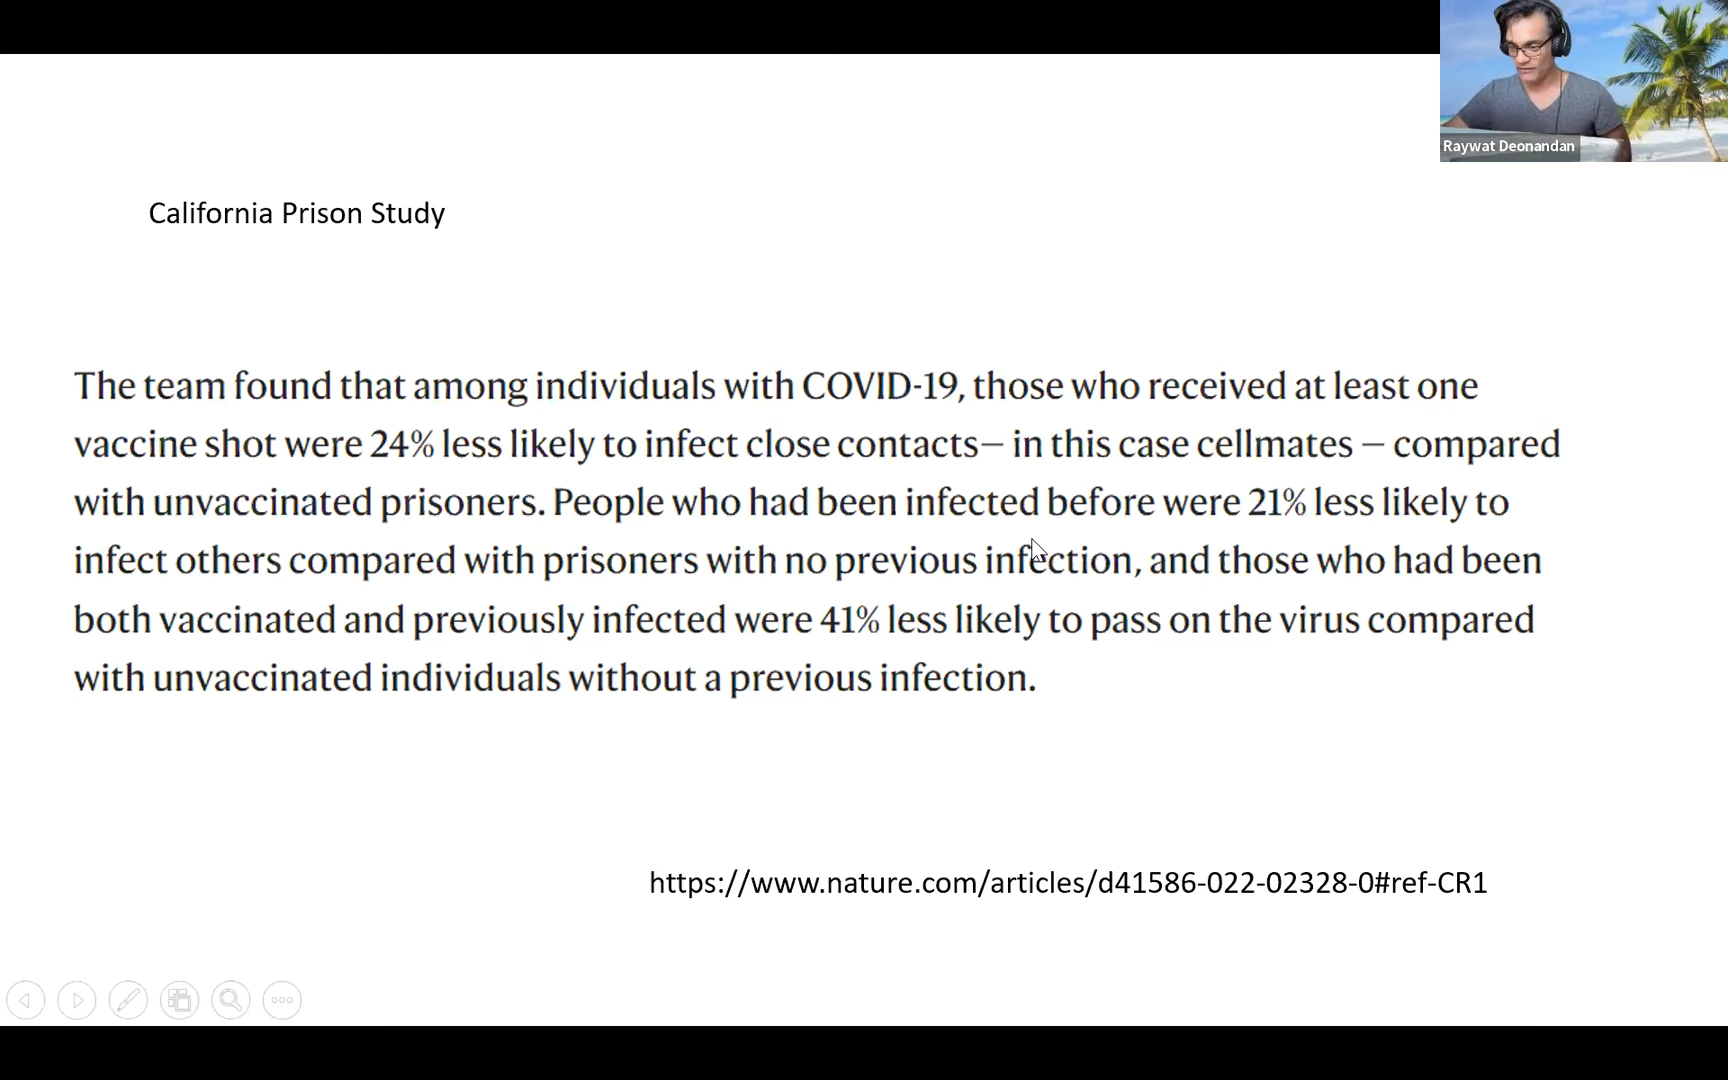 Raywat Deonandan
California Prison Study
The team found that among individuals with COVID-19, those who received at least one
vaccine shot were 24% less likely to infect close contacts— in this case cellmates — compared
with unvaccinated prisoners. People who had been infected before were 21% less likely to
infect others compared with prisoners with no previous infection, and those who had been
both vaccinated and previously infected were 41% less likely to pass on the virus compared
with unvaccinated individuals without a previous infection.
https://www.nature.com/articles/d41586-022-02328-0#ref-CR1